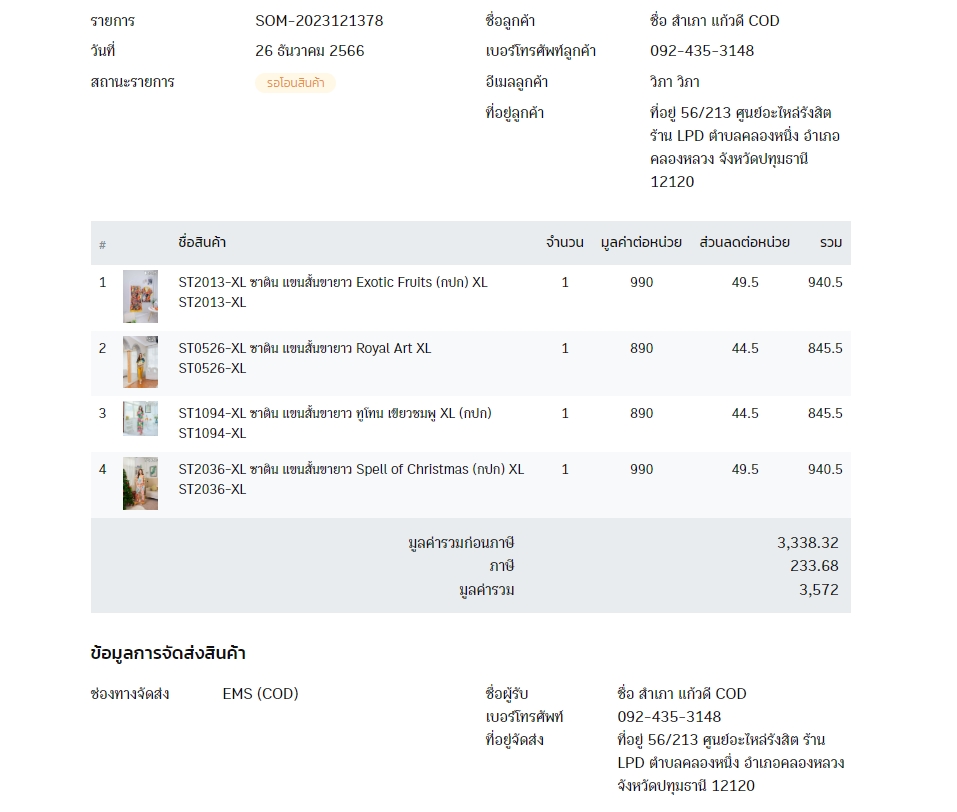 รายการ SOM-2023121378 ชื่อลูกค้า ชื่อ สำเภา แก้วดี COD
วันที่ 26 ธันวาคม 2566 เบอร์โทรศัพท์ลูกค้า 092-435-3148
สถานะรายการ รอโอนสินค้า อีเมลลูกค้า วิภา วิภา
ที่อยู่ลูกค้า ที่อยู่ 56/213 ศูนย์อะไหล่รังสิต
ร้าน LPD ตำบลคลองหนึ่ง อำเภอ
คลองหลวง จังหวัดปทุมธานี
12120
# ชื่อสินค้า จำนวน มูลค่าต่อหน่วย ส่วนลดต่อหน่วย รวม
1 ST2013-XL ซาติน แขนสั้นขายาว Exotic Fruits (กปก) XL 1 990 49.5 940.5
ST2013-XL
2 ST0526-XL ซาติน แขนสั้นขายาว Royal Art XL 1 890 44.5 845.5
ST0526-XL
3 ST1094-XL ซาติน แขนสั้นขายาว ทูโทน เขียวชมพู XL (กปก) 1 890 44.5 845.5
ST1094-XL
4 ST2036-XL ซาติน แขนสั้นขายาว Spell of Christmas (กปก) XL 1 990 49.5 940.5
ST2036-XL
มูลค่ารวมก่อนภาษี 3,338.32
ภาษี 233.68
มูลค่ารวม 3,572
ข้อมูลการจัดส่งสินค้า
ช่องทางจัดส่ง EMS (COD) ชื่อผู้รับ ชื่อ สำเภา แก้วดี COD
เบอร์โทรศัพท์ 092-435-3148
ที่อยู่จัดส่ง ที่อยู่ 56/213 ศูนย์อะไหล่รังสิต ร้าน
LPD ตำบลคลองหนึ่ง อำเภอคลองหลวง
จังหวัดปทุมธานี 12120